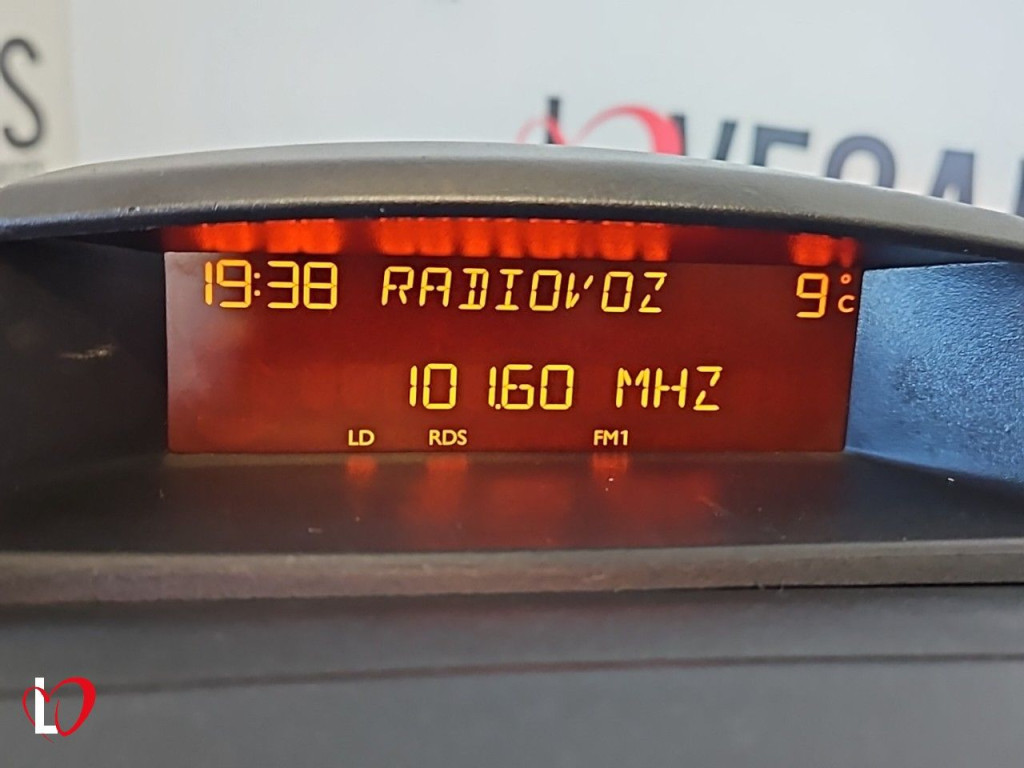 S
19:38 RADIOVOZ 9°C
101.60 MHZ
LD RDS FM1
L